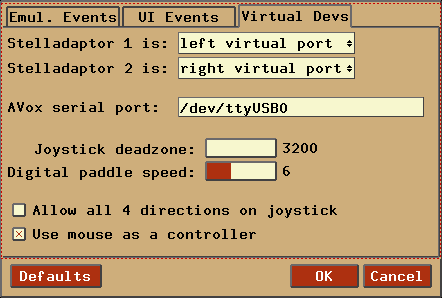 Emul. Events UI Events Virtual Devs
Stelladaptor 1 is: left virtual port
Stelladaptor 2 is: right virtual port
AVox serial port: /dev/ttyUSB0
Joystick deadzone: 3200
Digital paddle speed: 6
Allow all 4 directions on joystick
Use mouse as a controller
Defaults OK Cancel